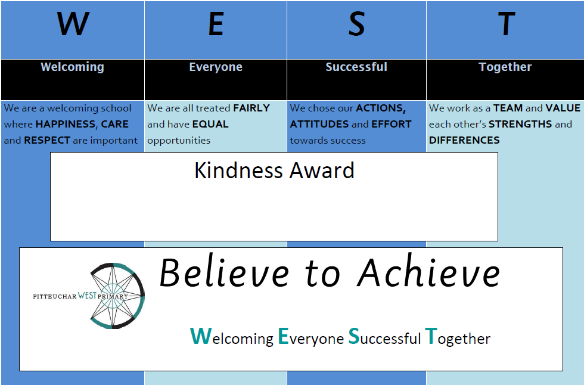 W E S T
Welcoming Everyone Successful Together
We are a welcoming school
where HAPPINESS, CARE
and RESPECT are important
We are all treated FAIRLY
and have EQUAL
opportunities
We chose our ACTIONS,
ATTITUDES and EFFORT
towards success
We work as a TEAM and VALUE
each other's STRENGTHS and
DIFFERENCES
Kindness Award
Believe to Achieve
PITTEUCHAR WEST PRIMARY
Welcoming Everyone Successful Together